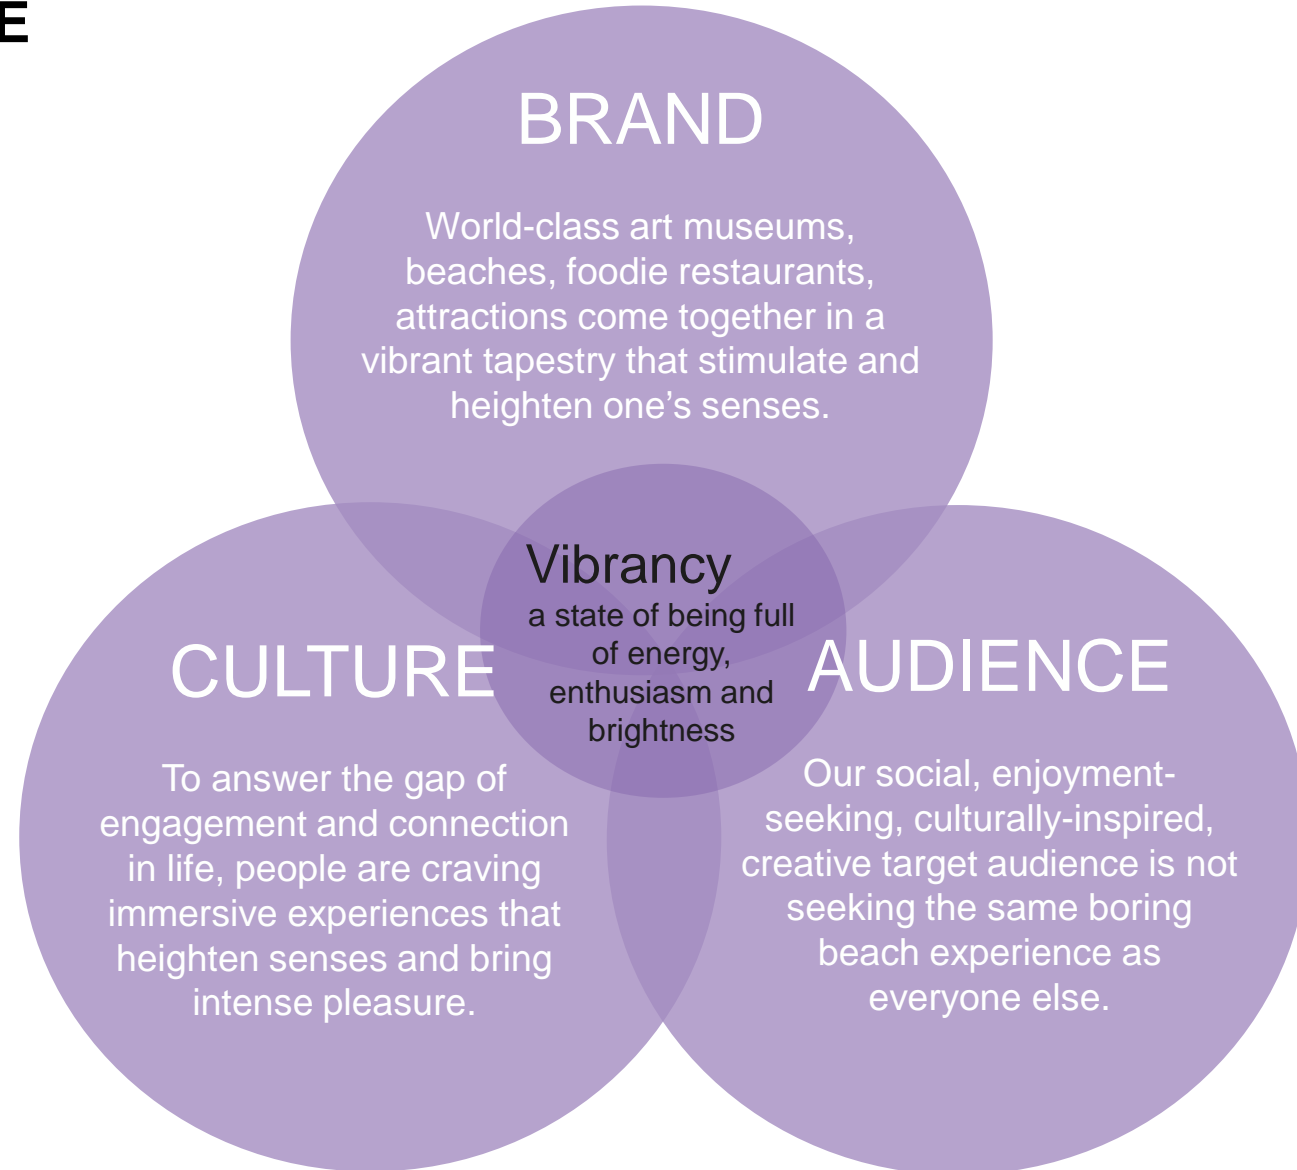 E
BRAND
World-class art museums,
beaches, foodie restaurants,
attractions come together in a
vibrant tapestry that stimulate and
heighten one’s senses.
Vibrancy
a state of being full
of energy,
enthusiasm and
brightness
CULTURE
To answer the gap of
engagement and connection
in life, people are craving
immersive experiences that
heighten senses and bring
intense pleasure.
AUDIENCE
Our social, enjoyment-
seeking, culturally-inspired,
creative target audience is not
seeking the same boring
beach experience as
everyone else.